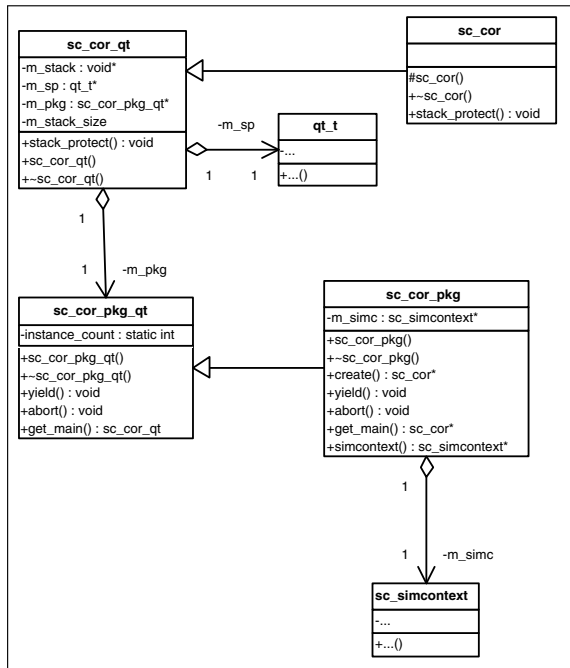 sc_cor_qt
-m_stack : void*
-m_sp : qt_t*
-m_pkg : sc_cor_pkg_qt*
-m_stack_size
+stack_protect() : void
+sc_cor_qt()
+~sc_cor_qt()
sc_cor
#sc_cor()
+~sc_cor()
+stack_protect() : void
-m_sp
1
1
qt_t
-...
+...()
1
1
-m_pkg
sc_cor_pkg_qt
-instance_count : static int
+sc_cor_pkg_qt()
+~sc_cor_pkg_qt()
+yield() : void
+abort() : void
+get_main() : sc_cor_qt
sc_cor_pkg
-m_simc : sc_simcontext*
+sc_cor_pkg()
+~sc_cor_pkg()
+create() : sc_cor*
+yield() : void
+abort() : void
+get_main() : sc_cor*
+simcontext() : sc_simcontext*
1
1
-m_simc
sc_simcontext
-...
+...()